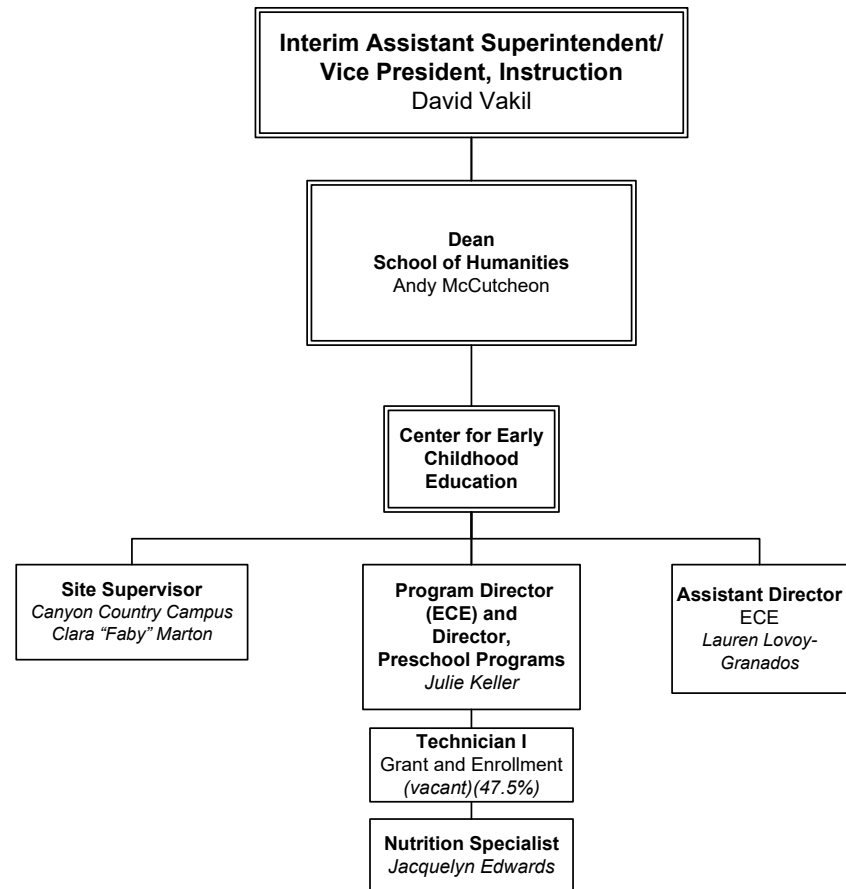 Interim Assistant Superintendent/
Vice President, Instruction
David Vakil
Dean
School of Humanities
Andy McCutcheon
Center for Early
Childhood
Education
Site Supervisor
Canyon Country Campus
Clara “Faby” Marton
Program Director
(ECE) and
Director,
Preschool Programs
Julie Keller
Assistant Director
ECE
Lauren Lovoy-
Granados
Technician I
Grant and Enrollment
(vacant)(47.5%)
Nutrition Specialist
Jacquelyn Edwards